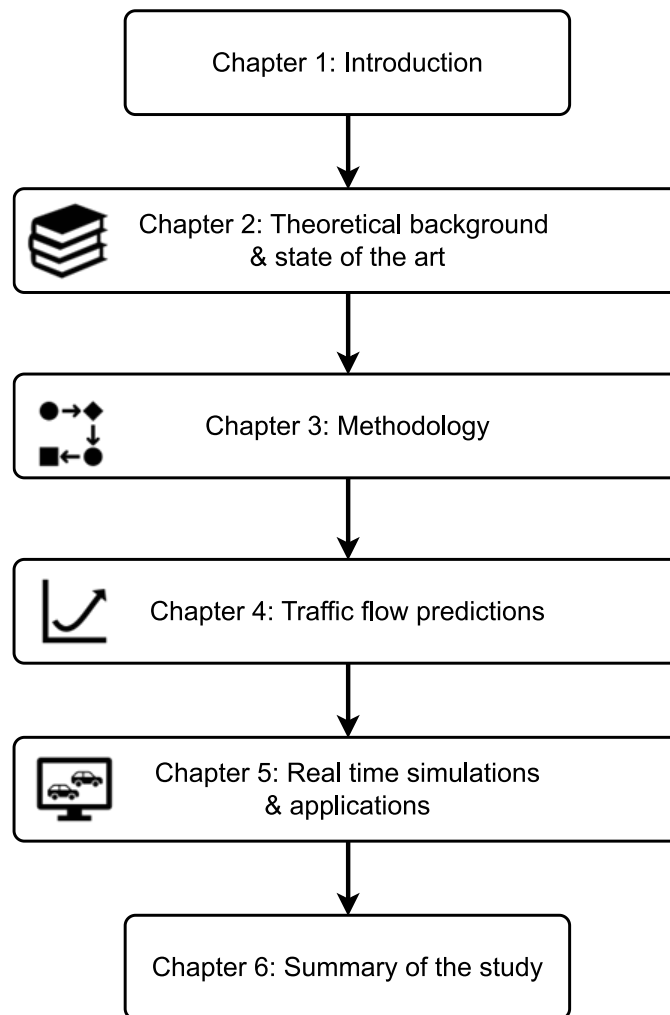 Chapter 1: Introduction
Chapter 2: Theoretical background
& state of the art
Chapter 3: Methodology
Chapter 4: Traffic flow predictions
Chapter 5: Real time simulations
& applications
Chapter 6: Summary of the study